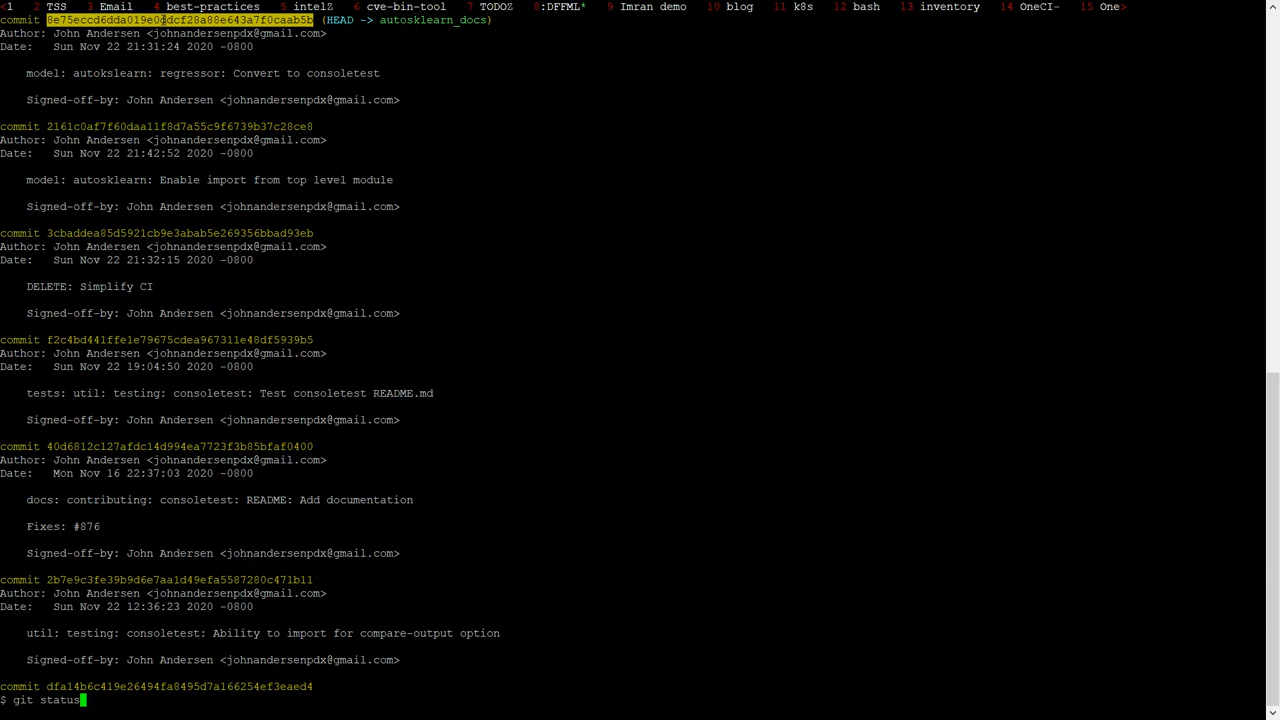 <1 2 TSS 3 Email 4 best-practices 5 intelZ 6 cve-bin-tool 7 TODOZ 8:DFFML* 9 Imran demo 10 blog 11 k8s 12 bash 13 inventory 14 OneCI- 15 One>
commit 8e75eccd6dda019e0ddcf28a88e643a7f0caab5b (HEAD -> autosklearn_docs)
Author: John Andersen <johnandersenpdx@gmail.com>
Date: Sun Nov 22 21:31:24 2020 -0800
model: autokslearn: regressor: Convert to consoletest
Signed-off-by: John Andersen <johnandersenpdx@gmail.com>
commit 2161c0af7f60daa11f8d7a55c9f6739b37c28ce8
Author: John Andersen <johnandersenpdx@gmail.com>
Date: Sun Nov 22 21:42:52 2020 -0800
model: autosklearn: Enable import from top level module
Signed-off-by: John Andersen <johnandersenpdx@gmail.com>
commit 3cbaddea85d5921cb9e3abab5e269356bbad93eb
Author: John Andersen <johnandersenpdx@gmail.com>
Date: Sun Nov 22 21:32:15 2020 -0800
DELETE: Simplify CI
Signed-off-by: John Andersen <johnandersenpdx@gmail.com>
commit f2c4bd441ffe1e79675cdea967311e48df5939b5
Author: John Andersen <johnandersenpdx@gmail.com>
Date: Sun Nov 22 19:04:50 2020 -0800
tests: util: testing: consoletest: Test consoletest README.md
Signed-off-by: John Andersen <johnandersenpdx@gmail.com>
commit 40d6812c127afdc14d994ea7723f3b85bfaf0400
Author: John Andersen <johnandersenpdx@gmail.com>
Date: Mon Nov 16 22:37:03 2020 -0800
docs: contributing: consoletest: README: Add documentation
Fixes: #876
Signed-off-by: John Andersen <johnandersenpdx@gmail.com>
commit 2b7e9c3fe39b9d6e7aa1d49efa5587280c471b11
Author: John Andersen <johnandersenpdx@gmail.com>
Date: Sun Nov 22 12:36:23 2020 -0800
util: testing: consoletest: Ability to import for compare-output option
Signed-off-by: John Andersen <johnandersenpdx@gmail.com>
commit dfa14b6c419e26494fa8495d7a166254ef3eaed4
$ git status